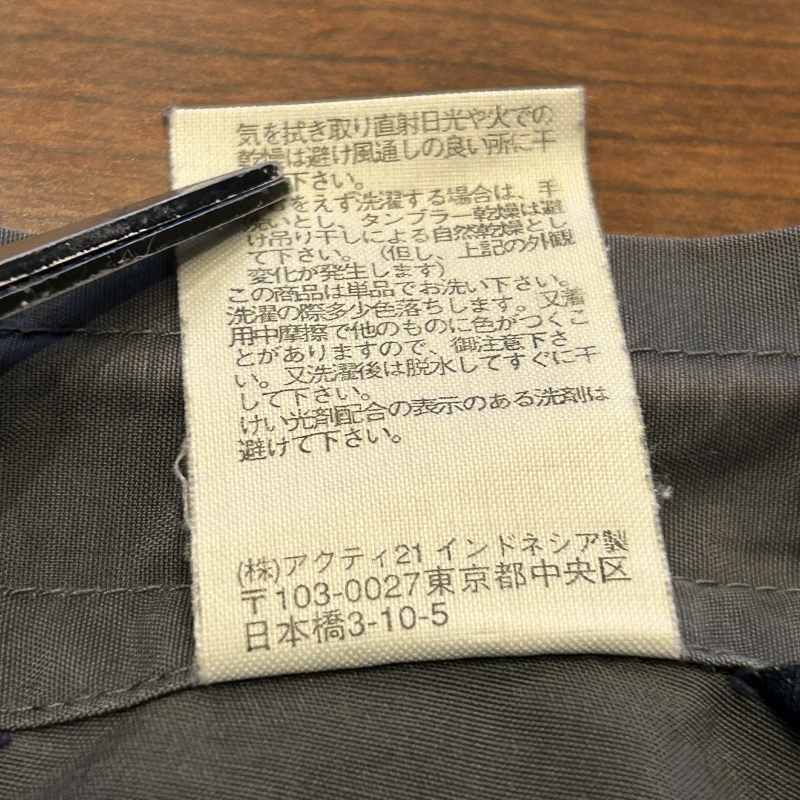 気を拭き取り直射日光や火での
乾燥は避け風通しの良い所に干
下さい。
をえず洗濯する場合は、手
洗いとし、タンブラー乾燥は避
け吊り干しによる自然乾燥とし
て下さい。（但し、上記の外観
変化が発生します）
この商品は単品でお洗い下さい。
洗濯の際多少色落ちします。又着
用中摩擦で他のものに色がつくこ
とがありますので、御注意下さ
い。又洗濯後は脱水してすぐに干
して下さい。
けい光剤配合の表示のある洗剤は
避けて下さい。
(株)アクティ21 インドネシア製
〒103-0027東京都中央区
日本橋3-10-5